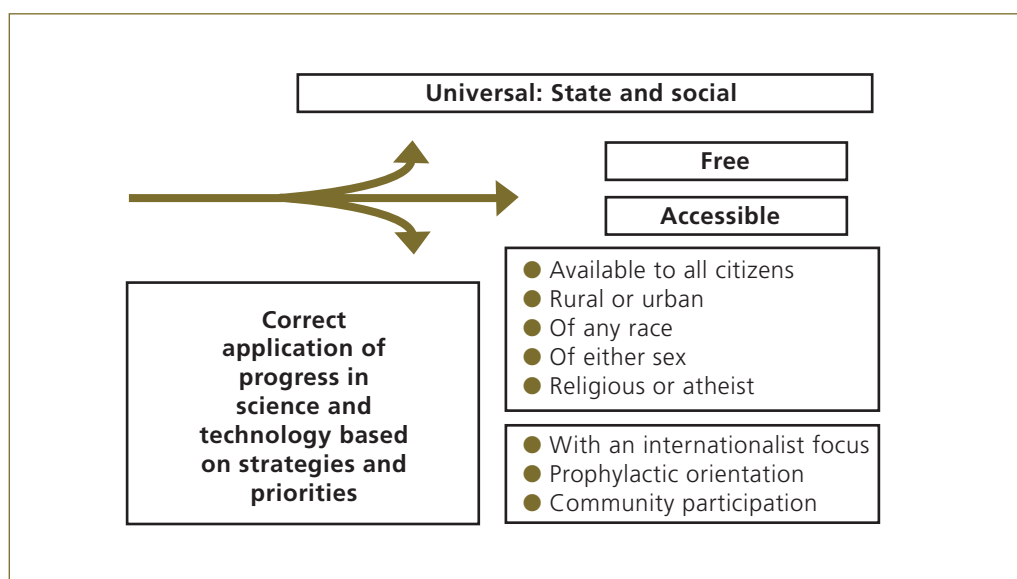 Universal: State and social
Free
Accessible
● Available to all citizens
● Rural or urban
● Of any race
● Of either sex
● Religious or atheist
Correct
application of
progress in
science and
technology based
on strategies and
priorities
● With an internationalist focus
● Prophylactic orientation
● Community participation